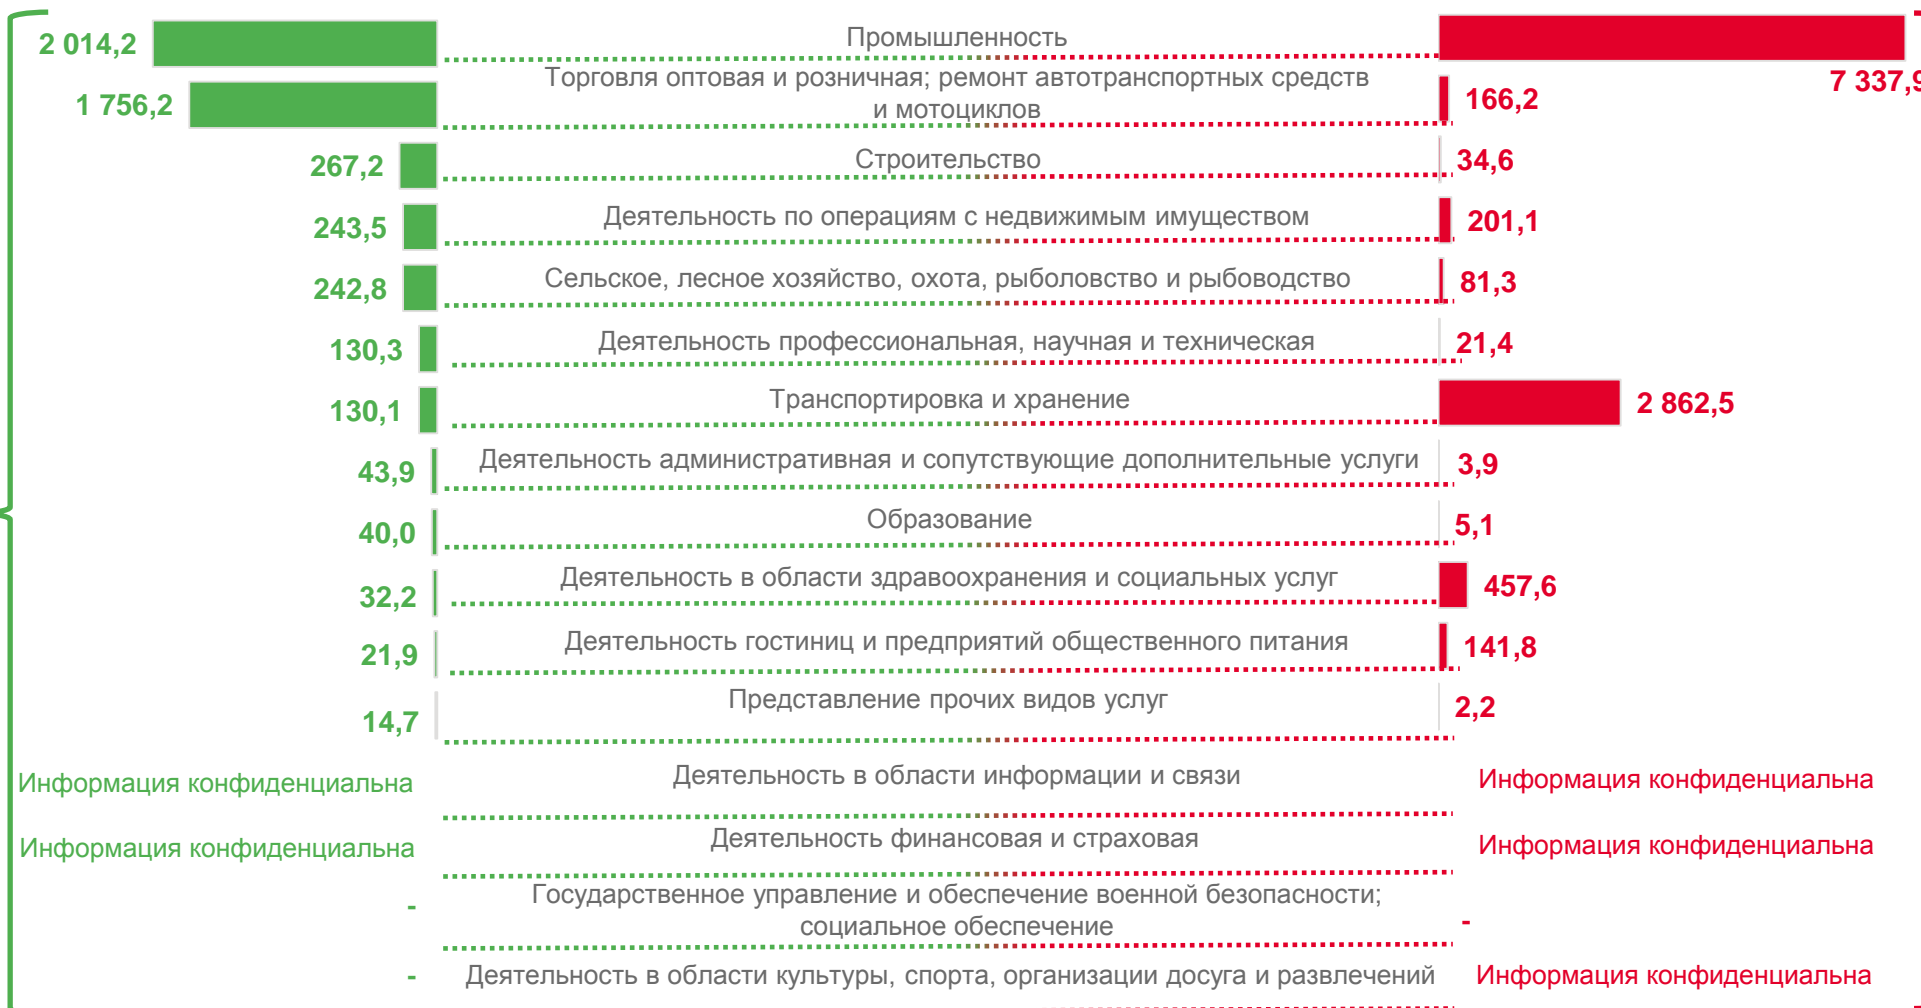 2 014,2 Промышленность 7 337,9
1 756,2 Торговля оптовая и розничная; ремонт автотранспортных средств
и мотоциклов 166,2
267,2 Строительство 34,6
243,5 Деятельность по операциям с недвижимым имуществом 201,1
242,8 Сельское, лесное хозяйство, охота, рыболовство и рыбоводство 81,3
130,3 Деятельность профессиональная, научная и техническая 21,4
130,1 Транспортировка и хранение 2 862,5
43,9 Деятельность административная и сопутствующие дополнительные услуги 3,9
40,0 Образование 5,1
32,2 Деятельность в области здравоохранения и социальных услуг 457,6
21,9 Деятельность гостиниц и предприятий общественного питания 141,8
14,7 Представление прочих видов услуг 2,2
Информация конфиденциальна Деятельность в области информации и связи Информация конфиденциальна
Информация конфиденциальна Деятельность финансовая и страховая Информация конфиденциальна
- Государственное управление и обеспечение военной безопасности;
социальное обеспечение -
- Деятельность в области культуры, спорта, организации досуга и развлечений Информация конфиденциальна